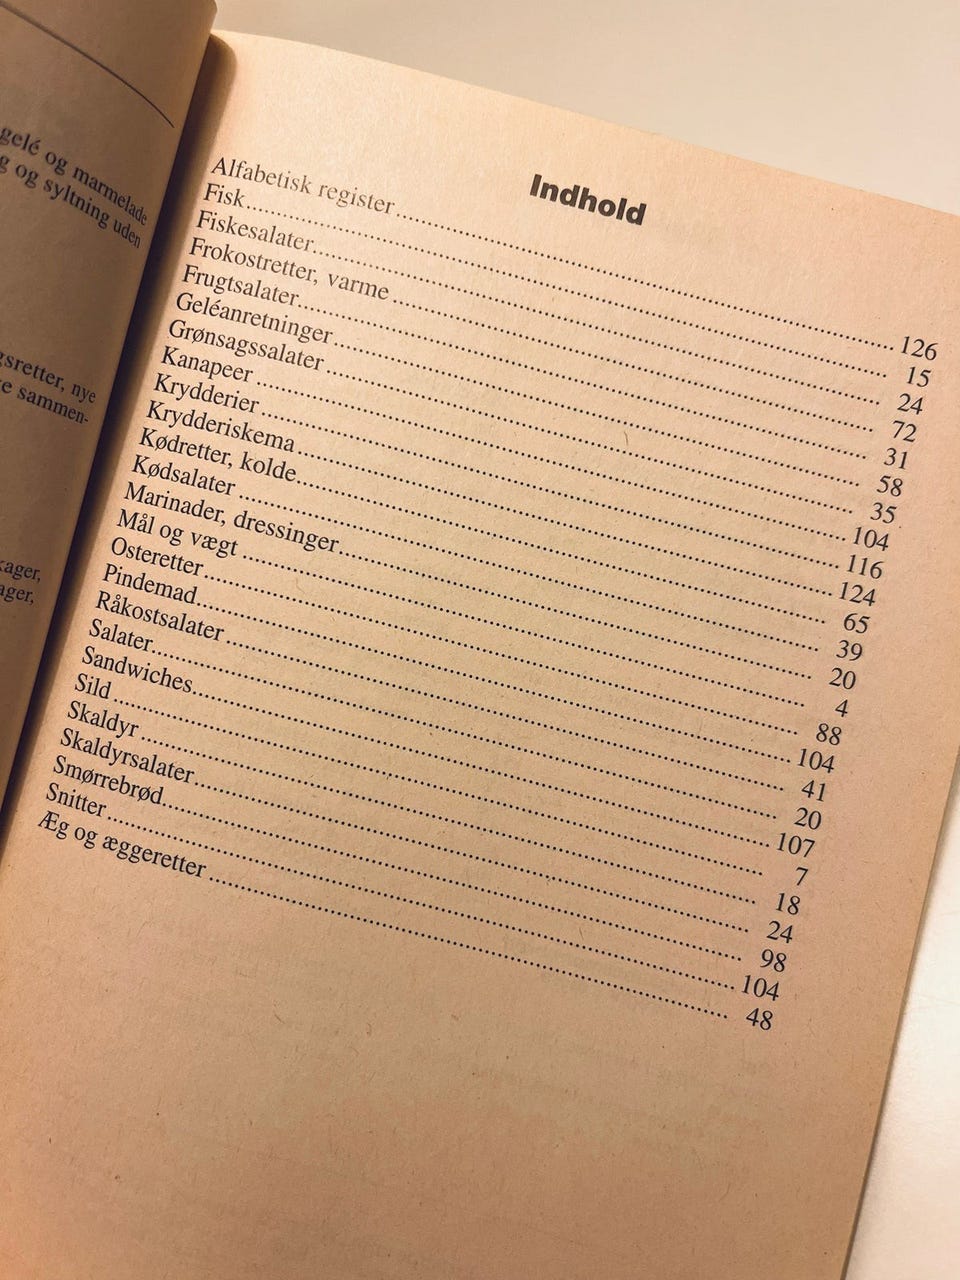 gelé og marmelade
g og syltning uden
gsretter, nye
e sammen-
kager,
ager,
Indhold
Alfabetisk register 126
Fisk 15
Fiskesalater 24
Frokostretter, varme 72
Frugtsalater 31
Geléanretninger 58
Grønsagssalater 35
Kanapeer 104
Krydderier 116
Krydderiskema 124
Kødretter, kolde 65
Kødsalater 39
Marinader, dressinger 20
Mål og vægt 4
Osteretter 88
Pindemad 104
Råkostsalater 41
Salater 20
Sandwiches 107
Sild 7
Skaldyr 18
Skaldyrsalater 24
Smørrebrød 98
Snitter 104
Æg og æggeretter 48